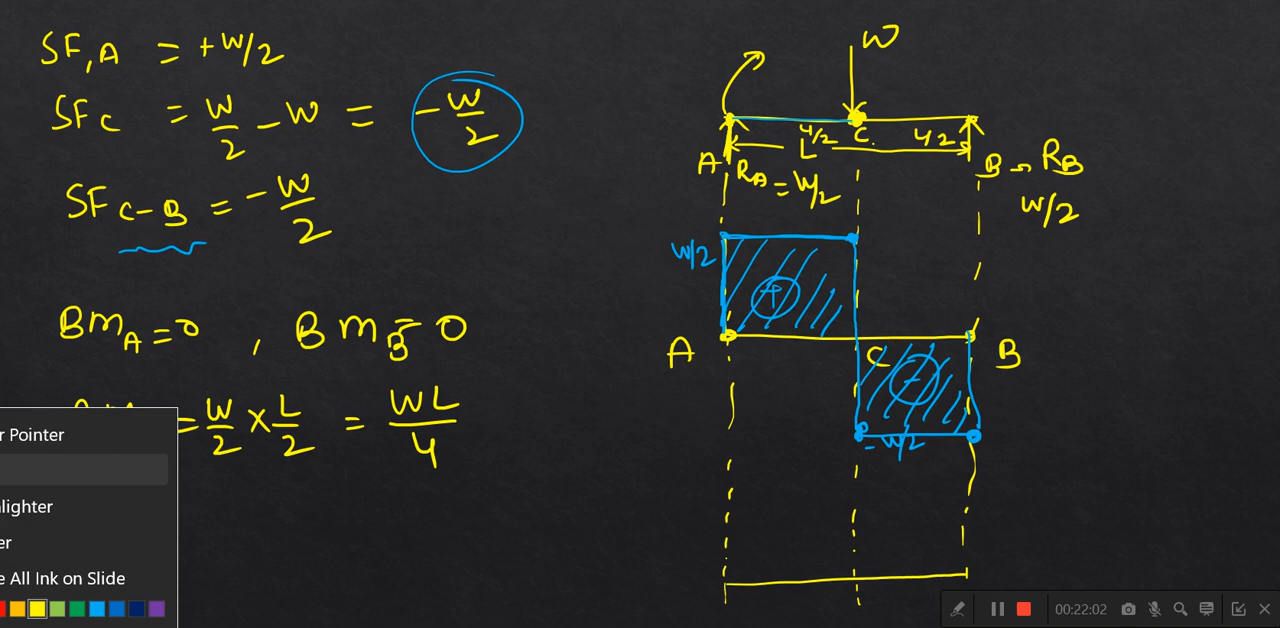 SF,A = +W/2
SFc = W/2 - W = -W/2
SF C-B = -W/2
BMA = 0 , BMB = 0
= W/2 × L/2 = WL/4
r Pointer
lighter
er
e All Ink on Slide
W
L/2 C. L/2
A L B RB
RA = W/2 W/2
W/2
+
A C B
-
-W/2
00:22:02